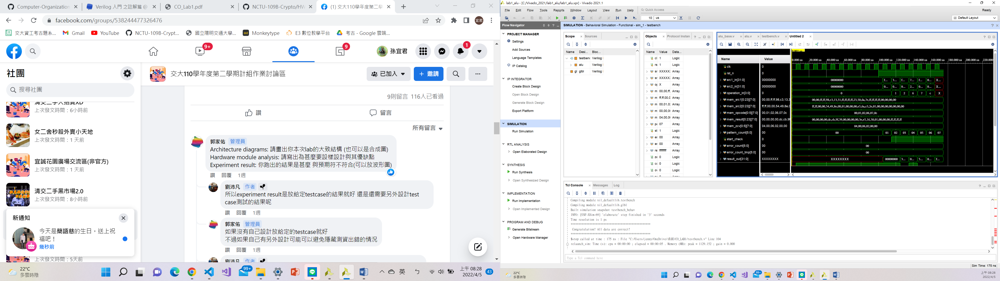 Computer-Organization
Verilog 入門 之註解篇 @
CO_Lab1.pdf
NCTU-109B-Crypto/HW
(1) 交大110學年度第二學
facebook.com/groups/538244477326476
宜君
交大資工考古題系...
Gmail
YouTube
NCTU-109B-Crypt...
國立陽明交通大學...
Monkeytype
E3 數位教學平台
考古 - Google 雲端...
9+
9
1
孫宜君
社團
搜尋社團
交大110學年度第二學期計組作業討論區
已加入
邀請
上次發文時間：6小時前
女二舍秒殺外賣小天地
上次發文時間：1 天前
宜誠花園廣場交流區(非官方)
上次發文時間：1 天前
清交二手黑市場2.0
上次發文時間：8小時前
新通知
今天是簡語慈的生日。送上祝
福吧！
幾秒前
上次發文時間：5天前
9則留言 116人已看過
讚
留言
所有留言
郭家佑 管理員
Architecture diagrams: 請畫出你本次lab的大致結構 (也可以是合成圖)
Hardware module analysis: 請寫出為甚麼要設樣設計與其優缺點
Experiment result: 你跑出的結果是甚麼 與預期符不符合(可以放波形圖)
讚 回覆 1週
劉沛凡 作者
所以experiment result是放給定testcase的結果就好 還是還需要另外設計test
case測試的結果呢
讚 回覆 1週
郭家佑 管理員
如果沒有自己設計放給定的testcase就好
不過如果自己有另外設計可能可以避免隱藏測資出錯的情況
讚 回覆 1週
劉沛凡 作者
22°C
多雲時陰
99+
英
上午 08:28
2022/4/5
43
lab1_alu - [C:/Vivado_2021/lab1_alu/lab1_alu.xpr] - Vivado 2021.1
File Edit Flow Tools Reports Window Layout View Run Help
Quick Access
Ready
10 us
Default Layout
Flow Navigator
SIMULATION - Behavioral Simulation - Functional - sim_1 - testbench
PROJECT MANAGER
Settings
Add Sources
Language Templates
IP Catalog
IP INTEGRATOR
Create Block Design
Open Block Design
Generate Block Design
Export Platform
SIMULATION
Run Simulation
RTL ANALYSIS
Open Elaborated Design
SYNTHESIS
Run Synthesis
Open Synthesized Design
IMPLEMENTATION
Run Implementation
Open Implemented Design
PROGRAM AND DEBUG
Generate Bitstream
Open Hardware Manager
Scope Sources
Name Desi... Bloc...
testbenc Verilog
alu alu Verilog
gl glbl Verilog
Objects Protocol Instan
Name Value Data...
cl 1 Logic
rs 1 Logic
sr XXXXX Array
sr XXXXX Array
op X Array
m 00,00,ff, Array
m ff,ff,00,0 Array
m 00,01,02 Array
m 00,00,00 Array
m 04,00,06 Array
pa 07 Array
st 1 Logic
er 00 Array
er 00 Array
re ffffffff Array
ze 0 Logic
cc 0 Logic
ov 0 Logic
alu_base.v alu.v testbench.v Untitled 2
Name Value
clk 0
rst_n 0
src1_in[31:0] 00000000
src2_in[31:0] 00000000
operation_in[3:0] 0
mem_src1[0:23][7:0] 00,00,ff,ff,98,c3,13,3
mem_src2[0:23][7:0] ff,ff,00,00,54,49,8e,0
mem_opcode[0:5][7:0] 00,01,02,06,07,0c
mem_result[0:23][7:0] 00,00,00,00,dc,cb,9f
mem_zcv[0:5][7:0] 04,00,06,02,00,00
pattern_count[5:0] 00
start_check 0
error_count[5:0] 00
error_count_tmp[5:0] 00
result_out[31:0] XXXXXXXX
0.001 ns
0.000 ns 20.000 ns 40.000 ns 60.000 ns 80.000 ns 100.000 ns 120.000 ns 140.000 ns 160.000 ns 180.000 ns 200.000 ns 220.000
00000000 f... 3... f... 7... f... 0... X...
00000000 0... 0... 0... 2... 0... 0... X...
0 1 2 6 7 c X
00,00,ff,ff,98,c3,13,31,ff,ff,ff,ff,23,50,da,7e,ff,ff,ff,ff,00,00,00,00
ff,ff,00,00,54,49,8e,08,01,00,00,00,e5,6a,c3,2e,01,00,00,00,00,00,00,00
00,01,02,06,07,0c
00,00,00,00,dc,cb,9f,39,00,00,00,00,3e,e5,16,50,01,00,00,00,ff,ff,ff,ff
04,00,06,02,00,00
00 01 02 03 04 05 06 07
00
00
XXXXXXXX 00000000 3... 0... 5... 0... f...
Tcl Console Messages Log
Compiling module xil_defaultlib.testbench
Compiling module xil_defaultlib.glbl
Built simulation snapshot testbench_behav
INFO: [USF-XSim-69] 'elaborate' step finished in '3' seconds
Time resolution is 1 ps
Congratulation! All data are correct!
$stop called at time : 175 ns : File "C:/Users/jenny/OneDrive/桌面/CO_LAB1/testbench.v" Line 104
relaunch_sim: Time (s): cpu = 00:00:00 ; elapsed = 00:00:05 . Memory (MB): peak = 1129.152 ; gain = 0.000
Type a Tcl command here
Sim Time: 175 ns
22°C
多雲時陰
99+
上午 08:28
2022/4/5